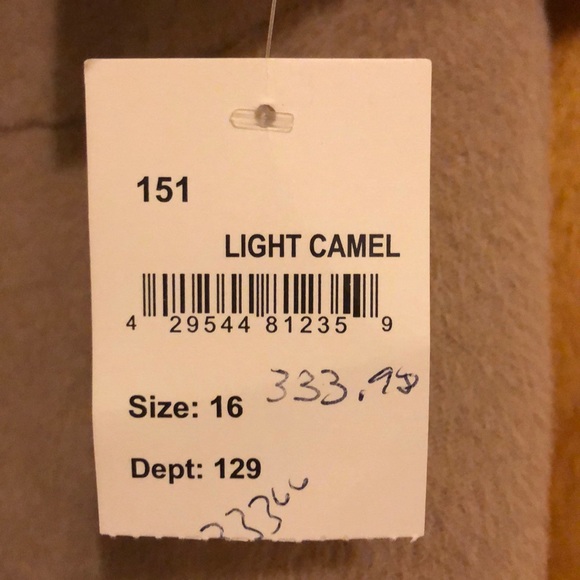 151
LIGHT CAMEL
4 29544 81235 9
Size: 16 333.98
Dept: 129